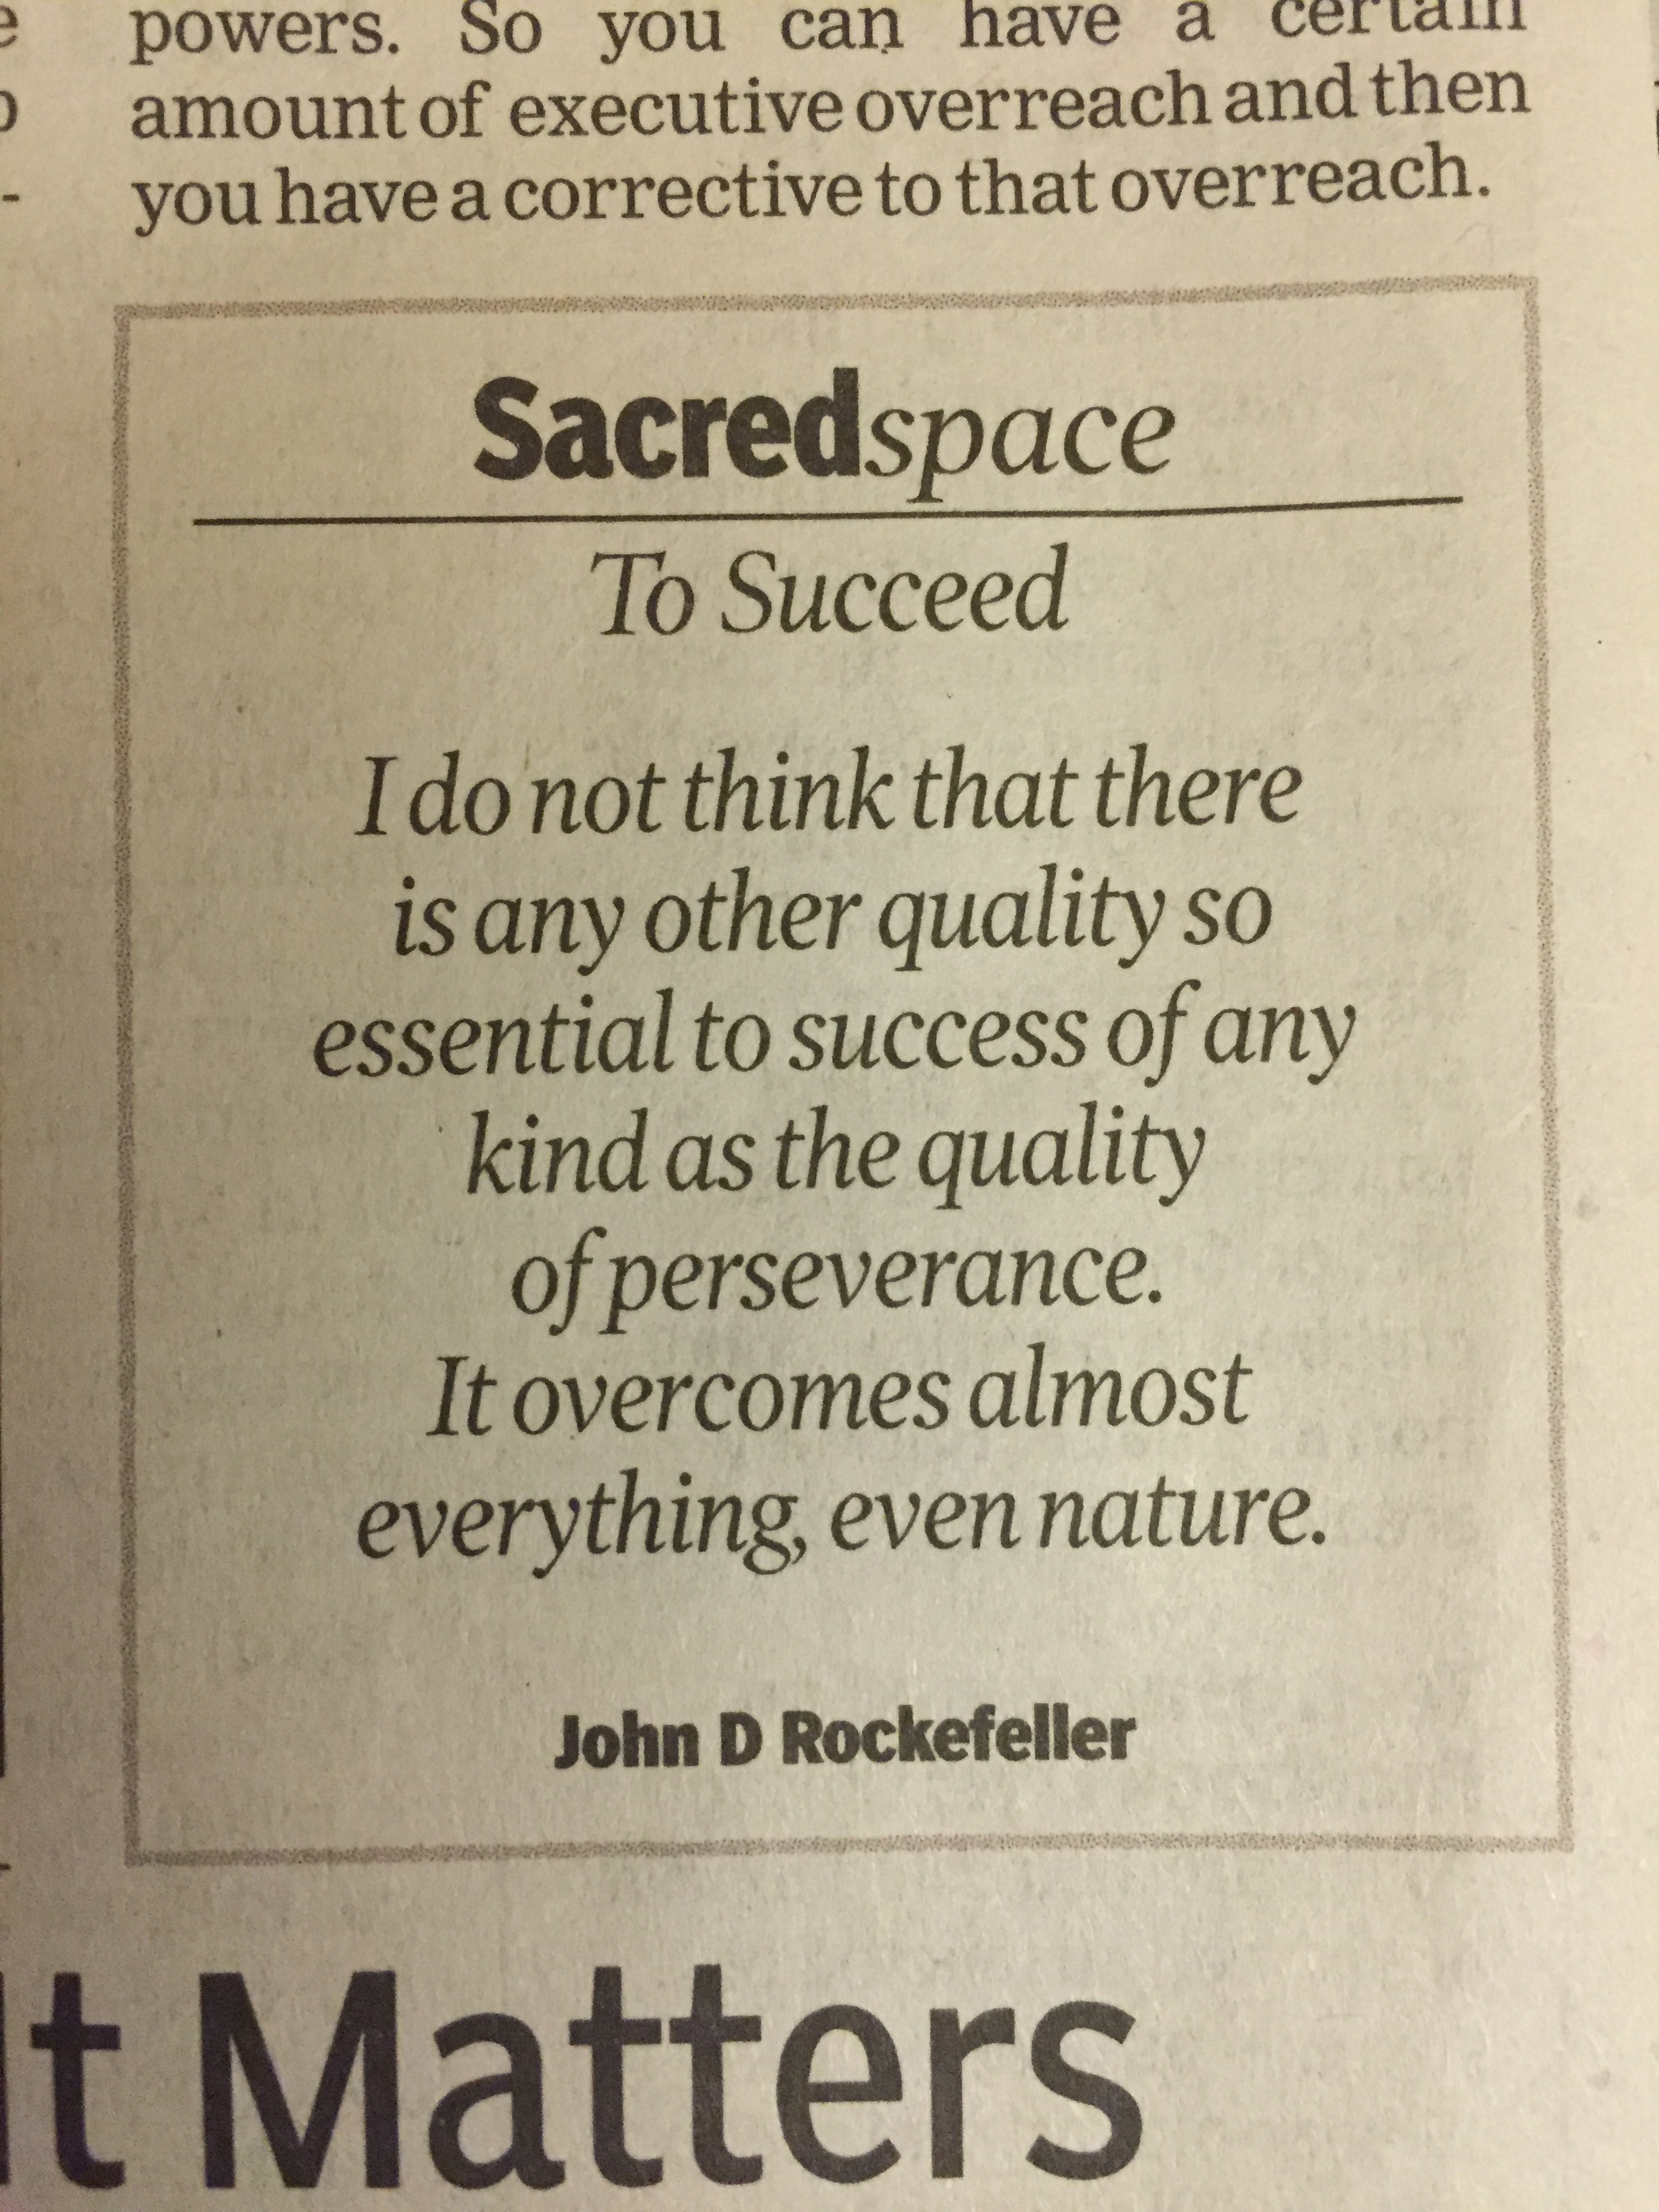 powers. So you can have a certain
amount of executive overreach and then
you have a corrective to that overreach.
Sacredspace
To Succeed
I do not think that there
is any other quality so
essential to success of any
kind as the quality
of perseverance.
It overcomes almost
everything, even nature.
John D Rockefeller
Matters